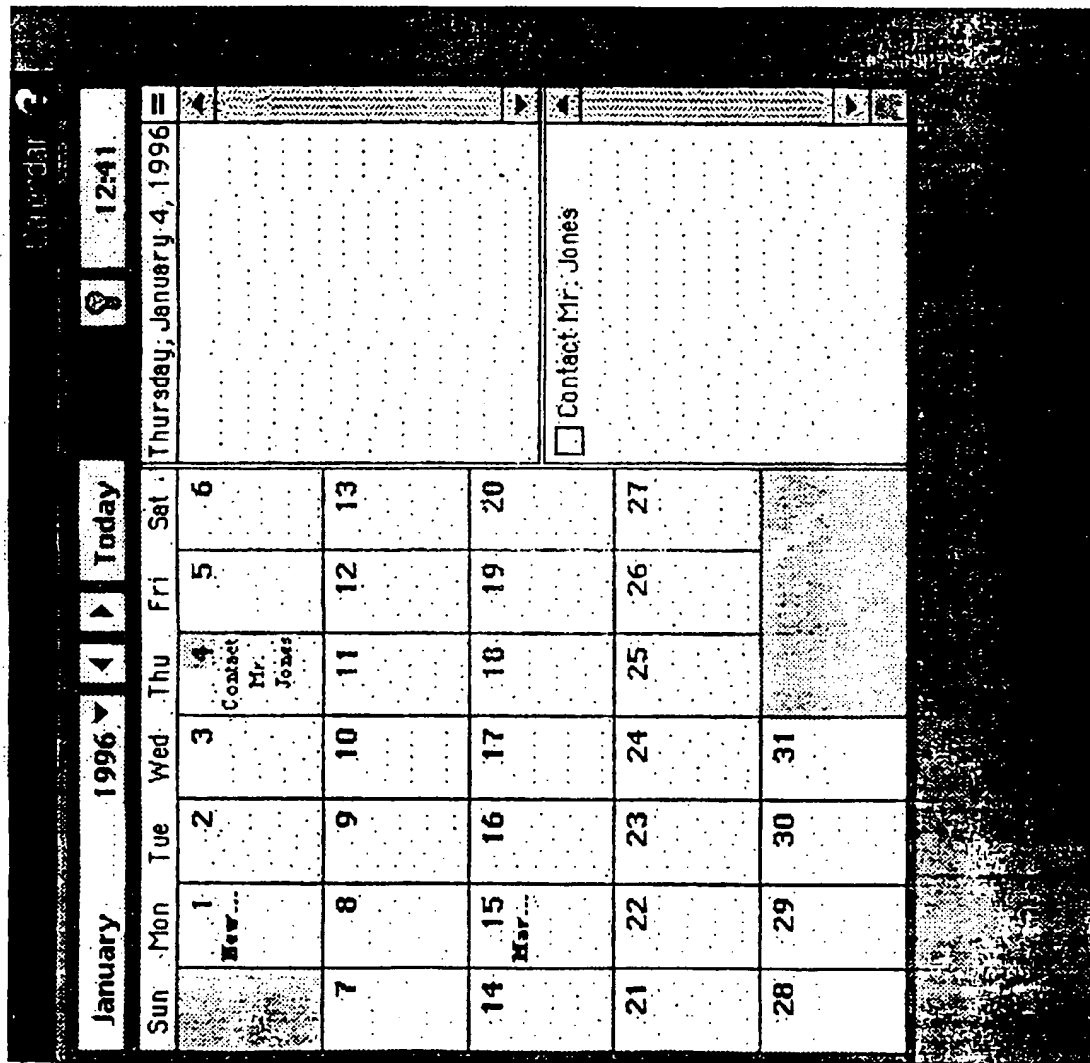 Calendar ?
January 1996 Today 12:41
Sun Mon Tue Wed Thu Fri Sat
1 2 3 4 5 6
New...
Contact
Mr.
Jones
7 8 9 10 11 12 13
14 15 16 17 18 19 20
Mar...
21 22 23 24 25 26 27
28 29 30 31
Thursday, January 4, 1996
Contact Mr. Jones